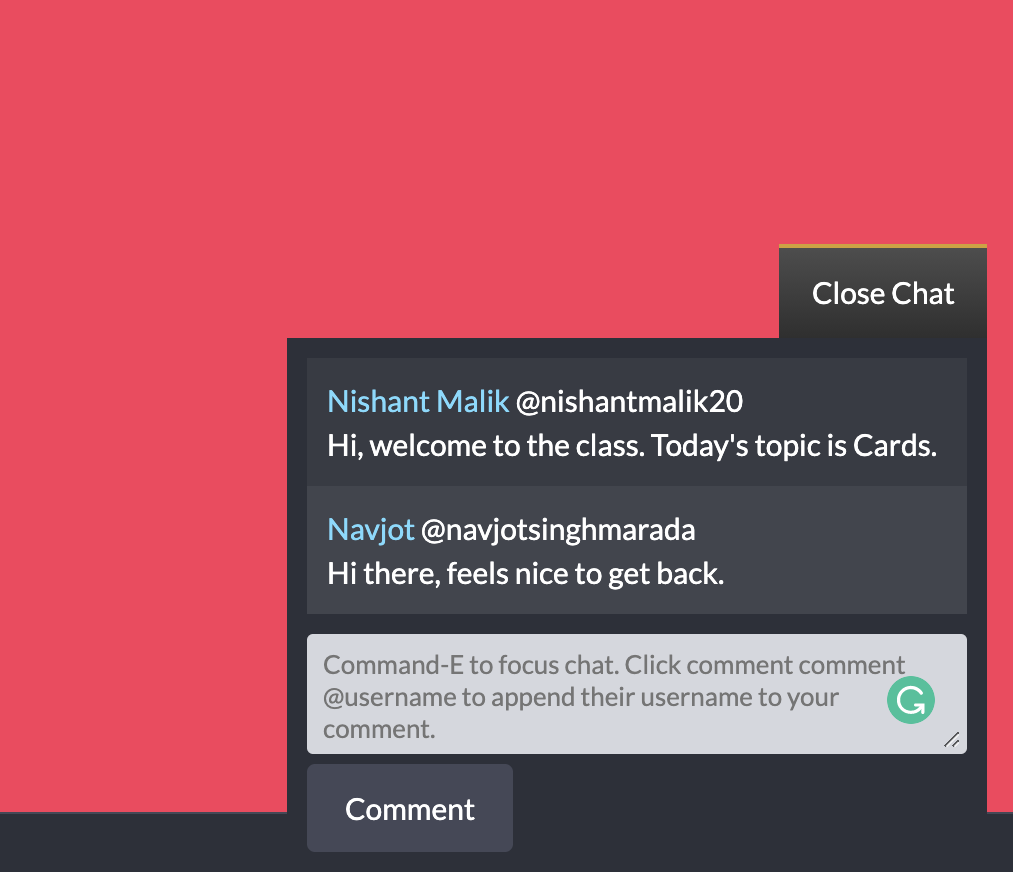 Close Chat
Nishant Malik @nishantmalik20
Hi, welcome to the class. Today's topic is Cards.
Navjot @navjotsinghmarada
Hi there, feels nice to get back.
Command-E to focus chat. Click comment comment
@username to append their username to your
comment.
Comment